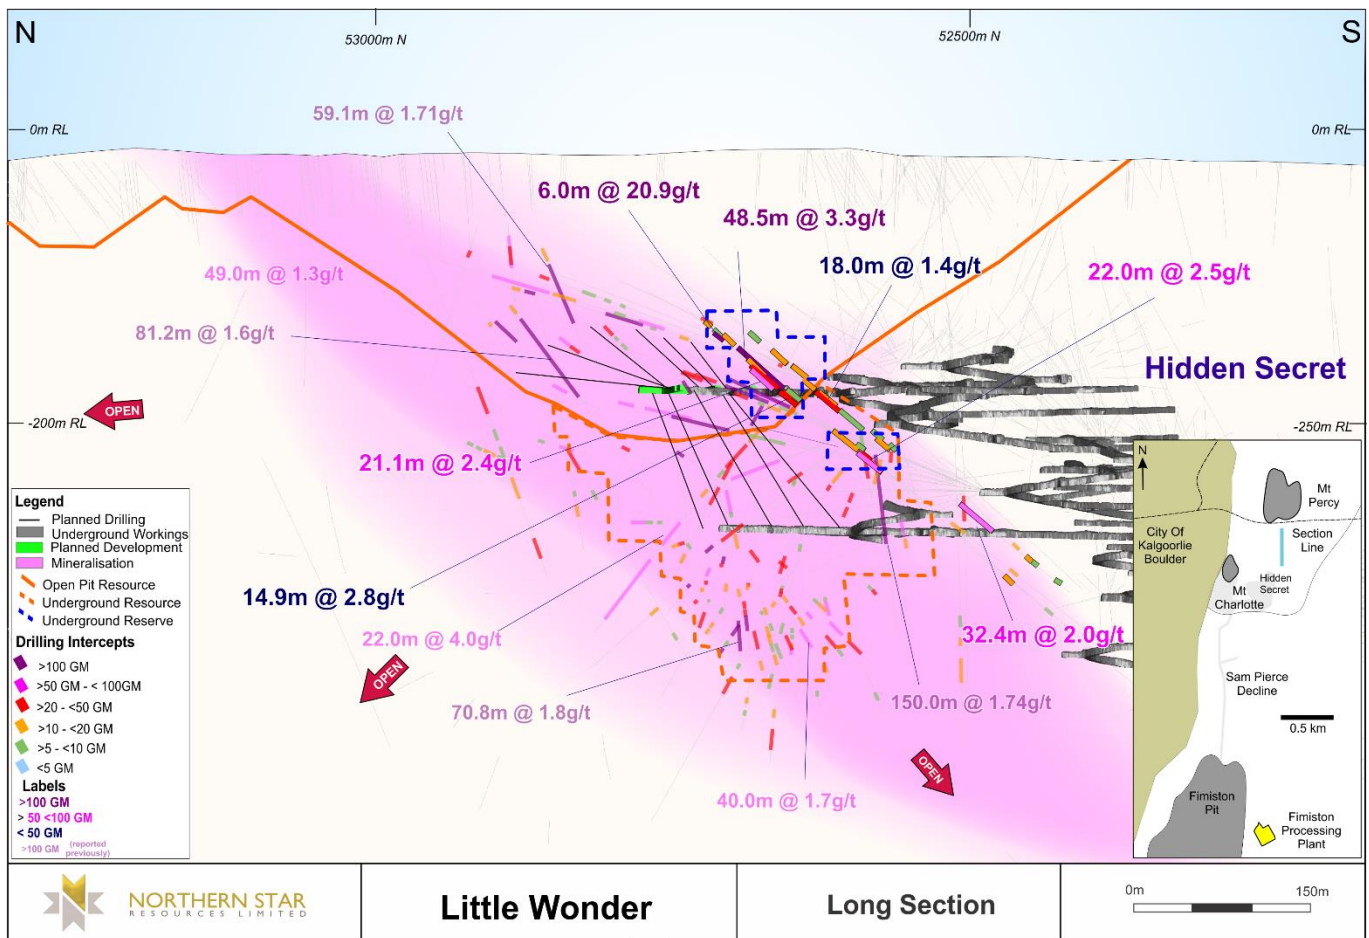 N
53000m N
52500m N
S
0m RL
0m RL
59.1m @ 1.71g/t
6.0m @ 20.9g/t
48.5m @ 3.3g/t
49.0m @ 1.3g/t
18.0m @ 1.4g/t
22.0m @ 2.5g/t
81.2m @ 1.6g/t
Hidden Secret
OPEN
-200m RL
-250m RL
21.1m @ 2.4g/t
14.9m @ 2.8g/t
22.0m @ 4.0g/t
32.4m @ 2.0g/t
OPEN
70.8m @ 1.8g/t
150.0m @ 1.74g/t
OPEN
40.0m @ 1.7g/t
Legend
Planned Drilling
Underground Workings
Planned Development
Mineralisation
Open Pit Resource
Underground Resource
Underground Reserve
Drilling Intercepts
>100 GM
>50 GM - < 100GM
>20 - <50 GM
>10 - <20 GM
>5 - <10 GM
<5 GM
Labels
>100 GM
> 50 <100 GM
< 50 GM
>100 GM (reported previously)
N
Mt
Percy
City Of
Kalgoorlie
Boulder
Section
Line
Hidden
Secret
Mt
Charlotte
Sam Pierce
Decline
0.5 km
Fimiston
Pit
Fimiston
Processing
Plant
NORTHERN STAR
RESOURCES LIMITED
Little Wonder
Long Section
0m
150m